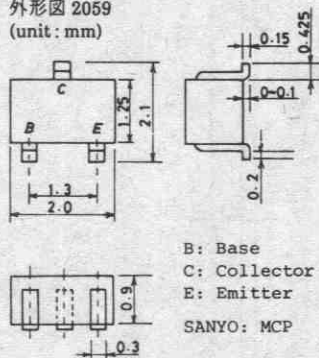 外形図 2059
(unit : mm)
C
B
E
1.25
2.1
1.3
2.0
0.15
0.425
0~0.1
0.2
0.9
0.3
B: Base
C: Collector
E: Emitter
SANYO: MCP